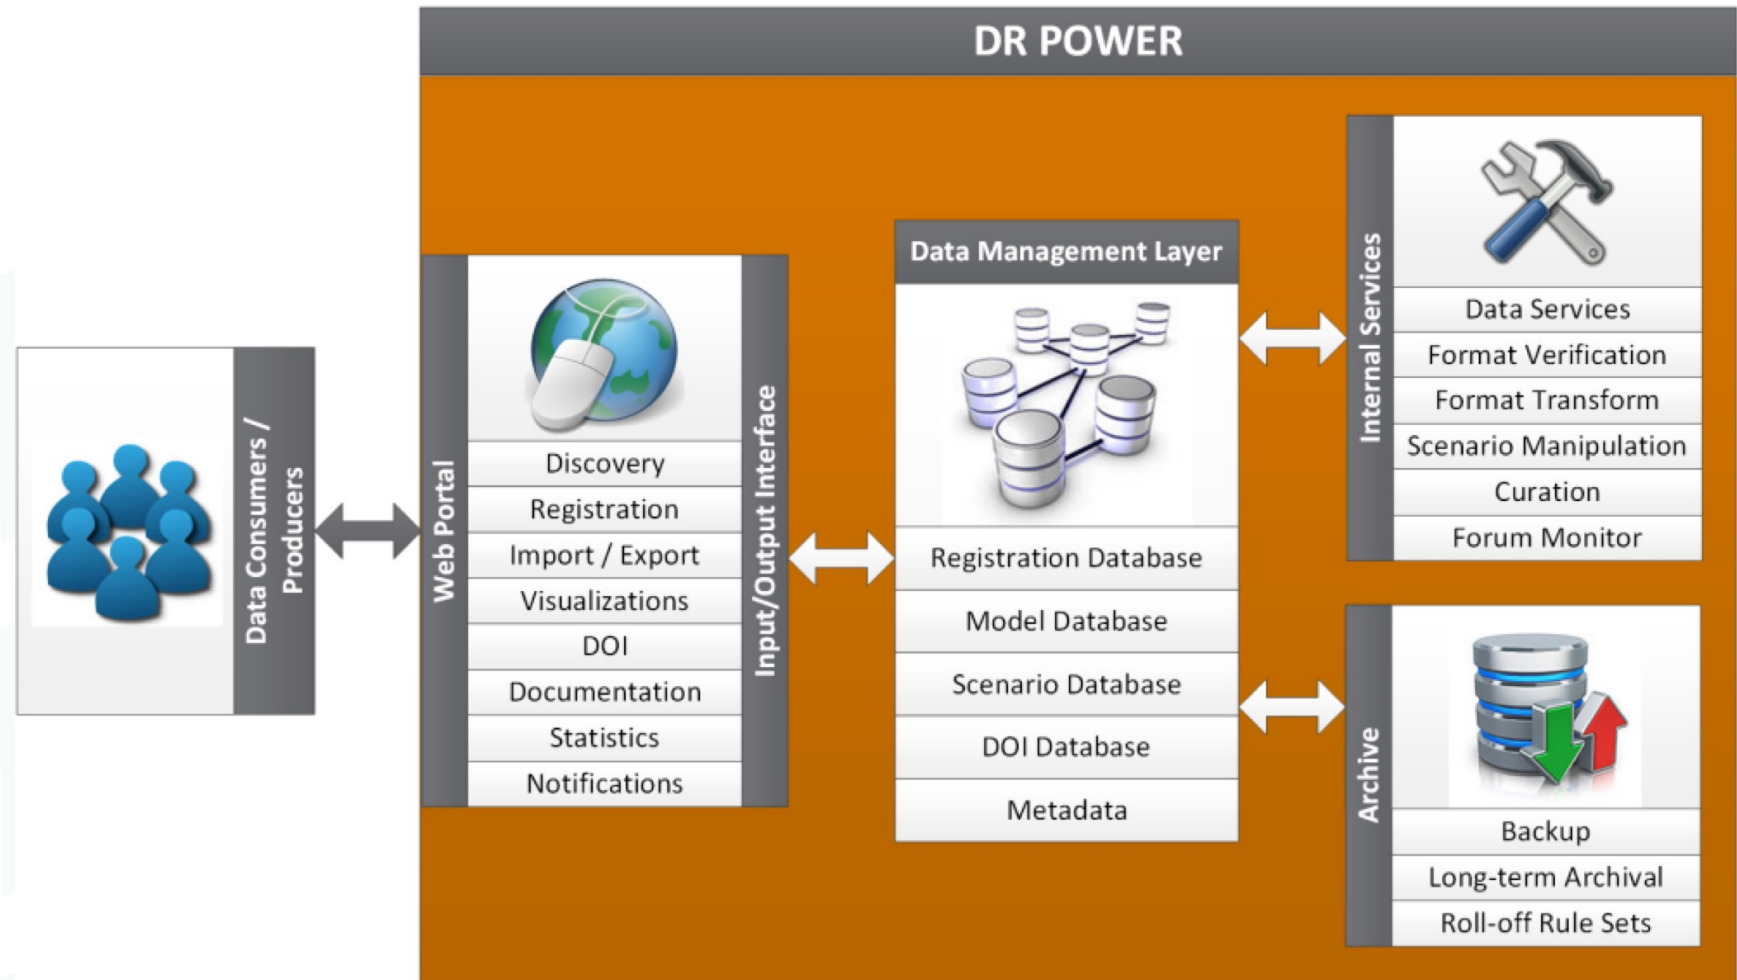 DR POWER
Data Consumers /
Producers
Web Portal
Discovery
Registration
Import / Export
Visualizations
DOI
Documentation
Statistics
Notifications
Input/Output Interface
Data Management Layer
Registration Database
Model Database
Scenario Database
DOI Database
Metadata
Internal Services
Data Services
Format Verification
Format Transform
Scenario Manipulation
Curation
Forum Monitor
Archive
Backup
Long-term Archival
Roll-off Rule Sets